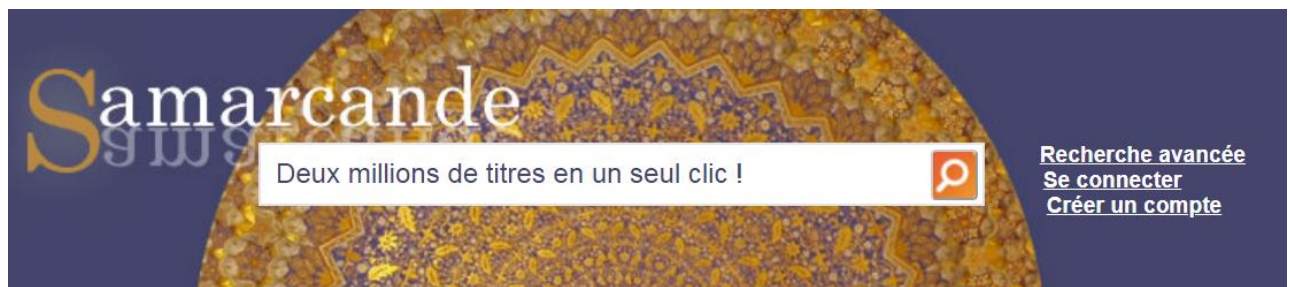 Samarcande
Deux millions de titres en un seul clic !
Recherche avancée
Se connecter
Créer un compte